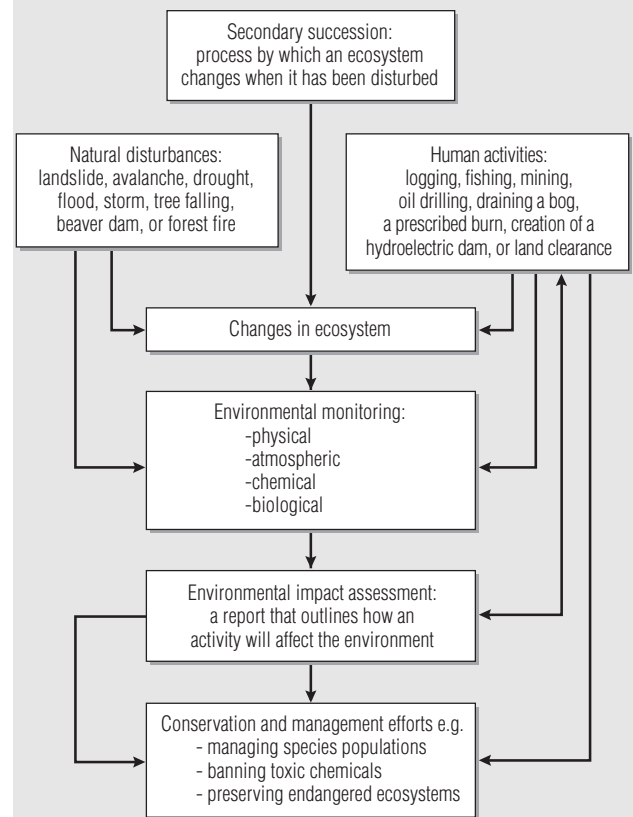 Secondary succession:
process by which an ecosystem
changes when it has been disturbed
Natural disturbances:
landslide, avalanche, drought,
flood, storm, tree falling,
beaver dam, or forest fire
Human activities:
logging, fishing, mining,
oil drilling, draining a bog,
a prescribed burn, creation of a
hydroelectric dam, or land clearance
Changes in ecosystem
Environmental monitoring:
-physical
-atmospheric
-chemical
-biological
Environmental impact assessment:
a report that outlines how an
activity will affect the environment
Conservation and management efforts e.g.
- managing species populations
- banning toxic chemicals
- preserving endangered ecosystems